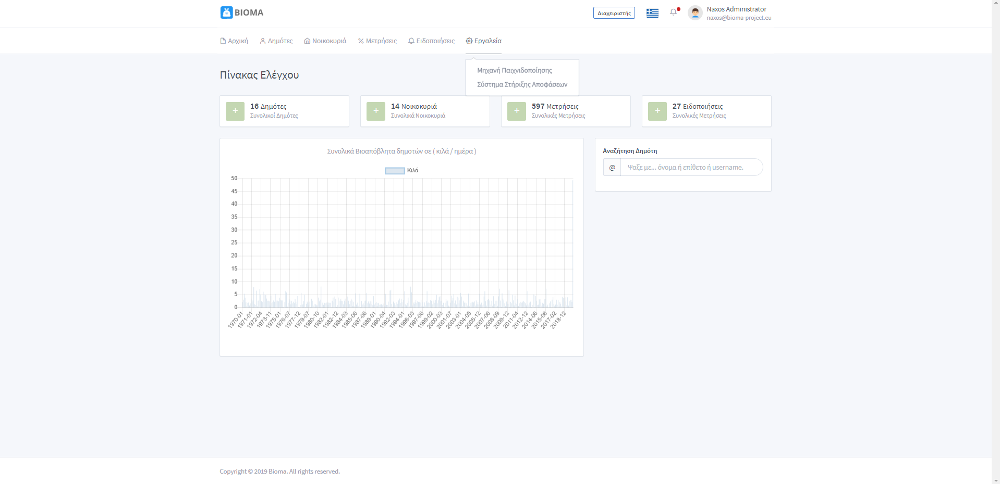 BIOMA
Διαχειριστής
Naxos Administrator
naxos@bioma-project.eu
Αρχική
Δημότες
Νοικοκυριά
Μετρήσεις
Ειδοποιήσεις
Εργαλεία
Μηχανή Παιχνιδοποίησης
Σύστημα Στήριξης Αποφάσεων
Πίνακας Ελέγχου
16 Δημότες
Συνολικοί Δημότες
14 Νοικοκυριά
Συνολικά Νοικοκυριά
597 Μετρήσεις
Συνολικές Μετρήσεις
27 Ειδοποιήσεις
Συνολικές Μετρήσεις
Συνολικά Βιοαπόβλητα δημοτών σε ( κιλά / ημέρα )
Κιλά
50
45
40
35
30
25
20
15
10
5
0
1970-01
1971-01
1972-04
1973-11
1975-01
1976-07
1977-12
1979-07
1980-10
1982-01
1982-12
1984-03
1985-06
1987-06
1989-01
1990-04
1992-03
1994-01
1996-03
1997-06
1999-02
2000-03
2001-07
2003-01
2004-05
2005-12
2007-06
2008-09
2009-12
2011-04
2012-12
2014-06
2015-08
2017-02
2018-12
Αναζήτηση Δημότη
@ Ψαξε με... όνομα ή επίθετο ή username.
Copyright © 2019 Bioma. All rights reserved.